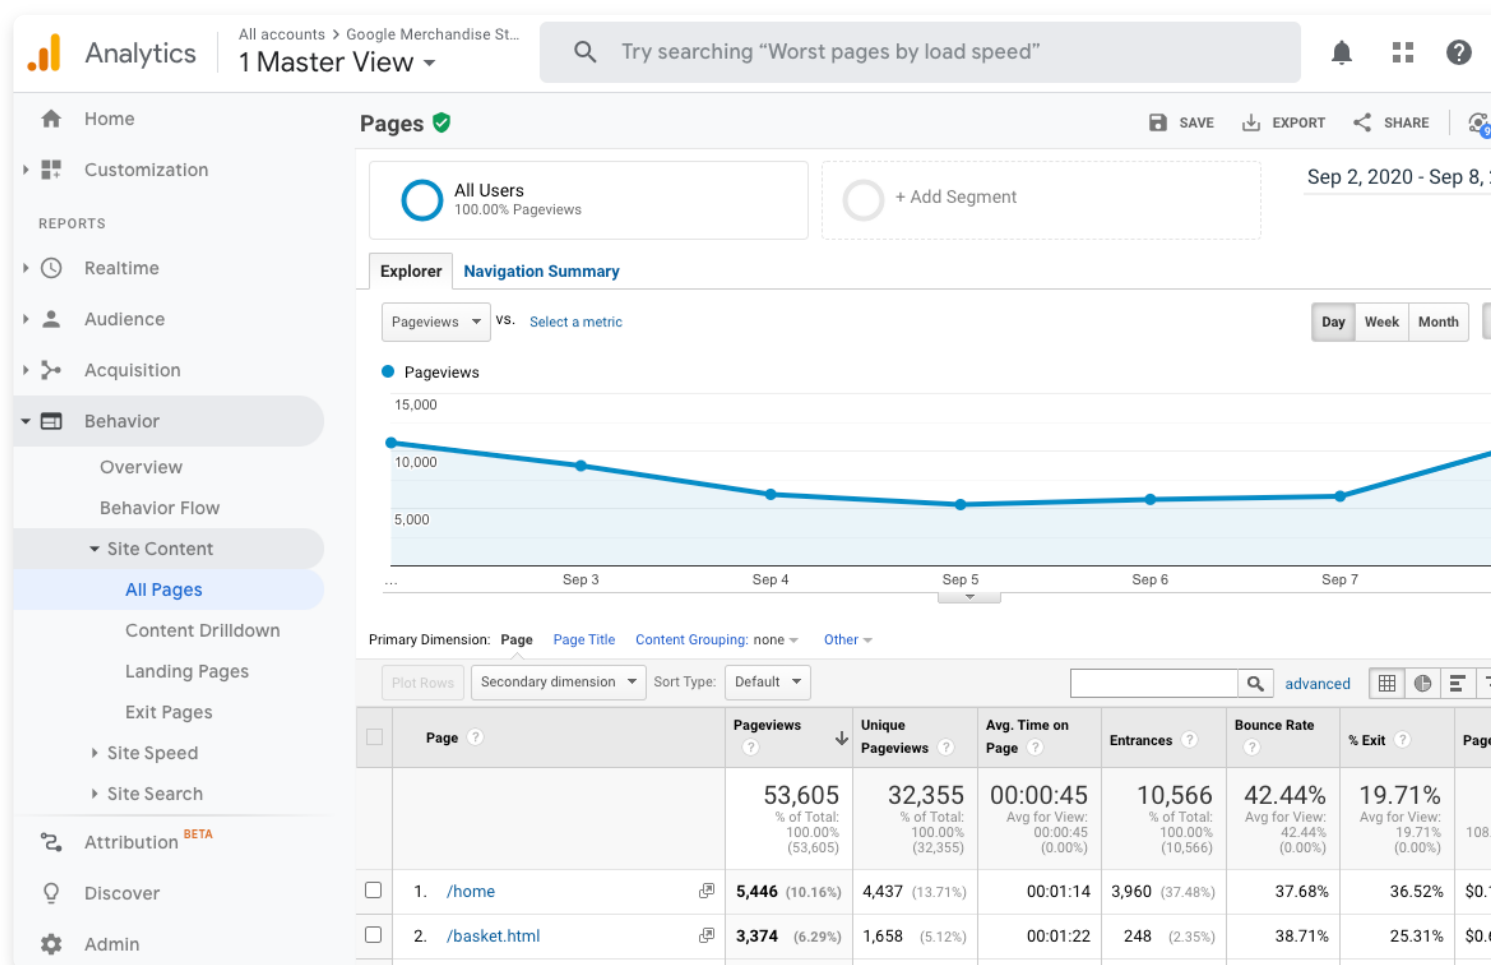 Analytics
All accounts > Google Merchandise St...
1 Master View
Try searching “Worst pages by load speed”
Home
Customization
REPORTS
Realtime
Audience
Acquisition
Behavior
Overview
Behavior Flow
Site Content
All Pages
Content Drilldown
Landing Pages
Exit Pages
Site Speed
Site Search
Attribution BETA
Discover
Admin
Pages
SAVE EXPORT SHARE
9
All Users
100.00% Pageviews
+ Add Segment
Sep 2, 2020 - Sep 8,
Explorer Navigation Summary
Pageviews vs. Select a metric
Day Week Month
Pageviews
15,000
10,000
5,000
... Sep 3 Sep 4 Sep 5 Sep 6 Sep 7
Primary Dimension: Page Page Title Content Grouping: none Other
Plot Rows Secondary dimension Sort Type: Default advanced
Page ? Pageviews ? Unique Pageviews ? Avg. Time on Page ? Entrances ? Bounce Rate ? % Exit ? Page
53,605 32,355 00:00:45 10,566 42.44% 19.71%
% of Total: % of Total: Avg for View: % of Total: Avg for View: Avg for View:
100.00% 100.00% 00:00:45 100.00% 42.44% 19.71% 108.
(53,605) (32,355) (0.00%) (10,566) (0.00%) (0.00%)
1. /home 5,446 (10.16%) 4,437 (13.71%) 00:01:14 3,960 (37.48%) 37.68% 36.52%
2. /basket.html 3,374 (6.29%) 1,658 (5.12%) 00:01:22 248 (2.35%) 38.71% 25.31%